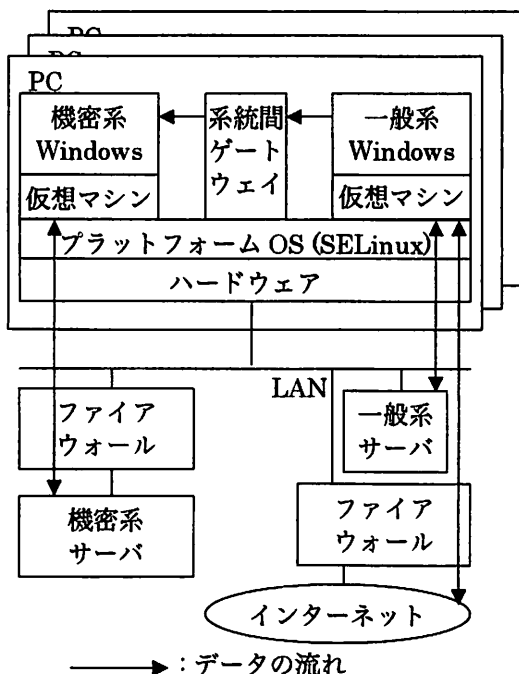 PC
PC
PC
機密系
Windows
系統間
ゲート
ウェイ
一般系
Windows
仮想マシン
仮想マシン
プラットフォーム OS (SELinux)
ハードウェア
LAN
ファイア
ウォール
一般系
サーバ
機密系
サーバ
ファイア
ウォール
インターネット
：データの流れ